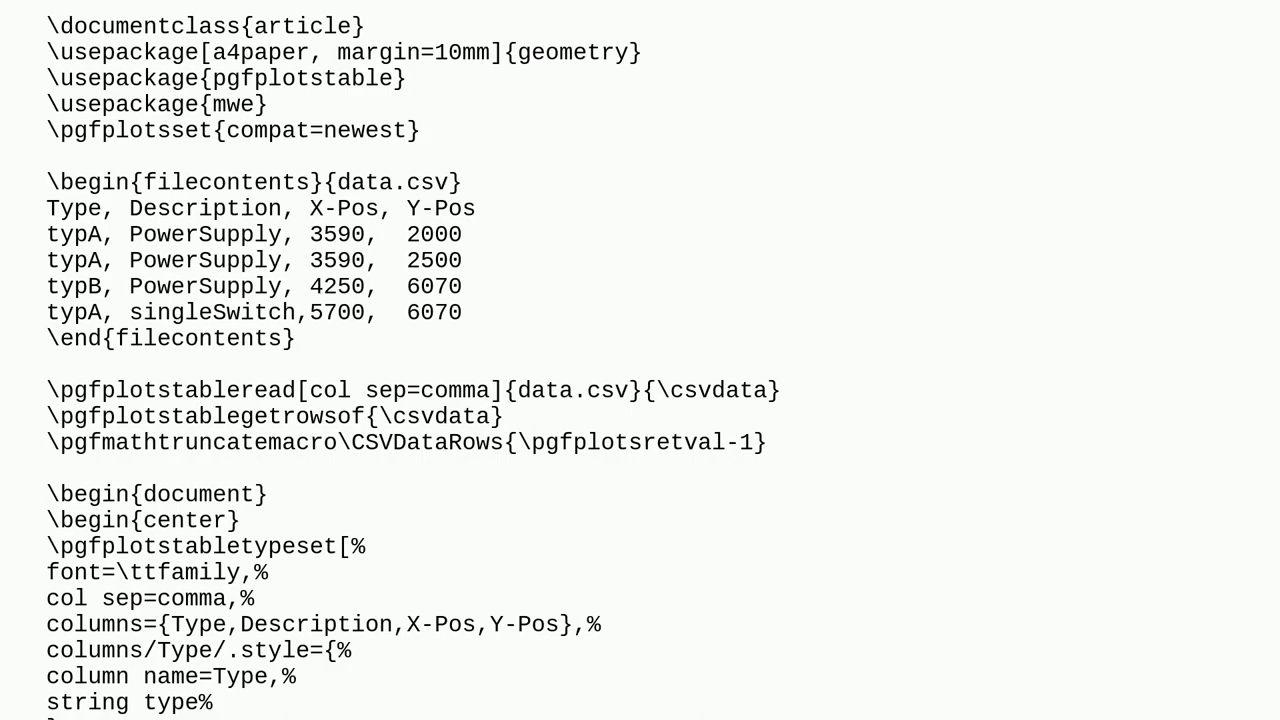 \documentclass{article}
\usepackage[a4paper, margin=10mm]{geometry}
\usepackage{pgfplotstable}
\usepackage{mwe}
\pgfplotsset{compat=newest}

\begin{filecontents}{data.csv}
Type, Description, X-Pos, Y-Pos
typA, PowerSupply, 3590,  2000
typA, PowerSupply, 3590,  2500
typB, PowerSupply, 4250,  6070
typA, singleSwitch,5700,  6070
\end{filecontents}

\pgfplotstableread[col sep=comma]{data.csv}{\csvdata}
\pgfplotstablegetrowsof{\csvdata}
\pgfmathtruncatemacro\CSVDataRows{\pgfplotsretval-1}

\begin{document}
\begin{center}
\pgfplotstabletypeset[%
font=\ttfamily,%
col sep=comma,%
columns={Type,Description,X-Pos,Y-Pos},%
columns/Type/.style={%
column name=Type,%
string type%